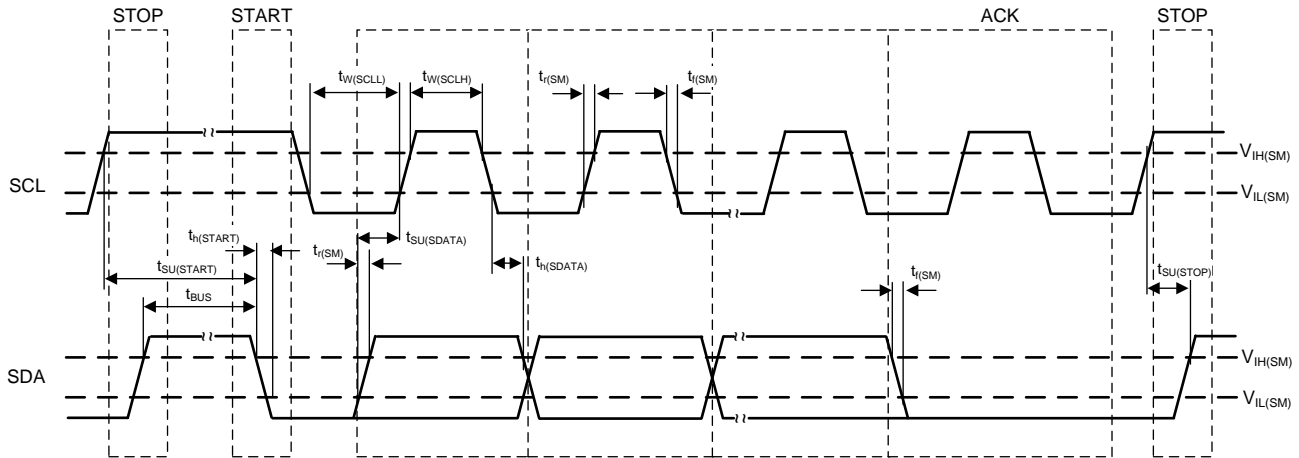 STOP START ACK STOP
tW(SCLL) tW(SCLH) tr(SM) tf(SM)
VIH(SM)
SCL
VIL(SM)
th(START) tr(SM) tSU(SDATA)
tSU(START) th(SDATA) tf(SM) tSU(STOP)
tBUS
VIH(SM)
SDA
VIL(SM)